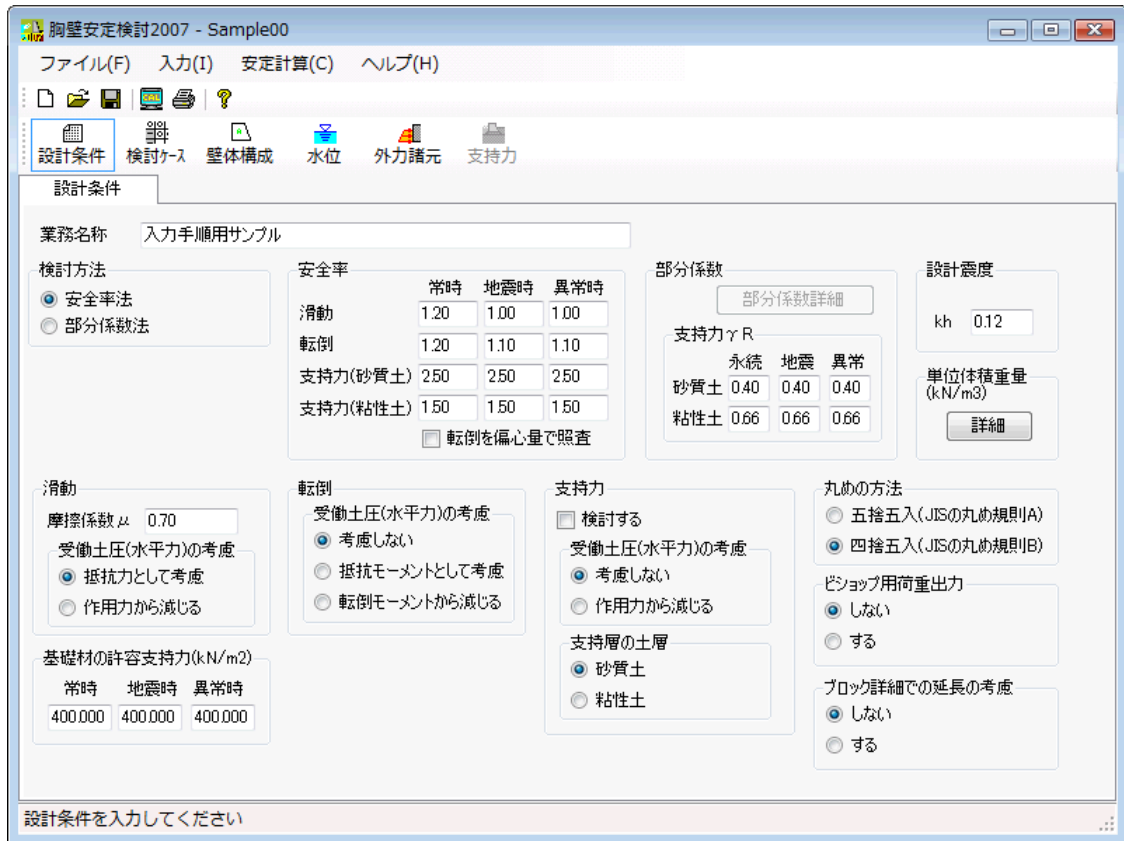 胸壁安定検討2007 - Sample00
ファイル(F) 入力(I) 安定計算(C) ヘルプ(H)
設計条件 検討ケース 壁体構成 水位 外力諸元 支持力
設計条件
業務名称 入力手順用サンプル
検討方法
安全率法
部分係数法
安全率
常時 地震時 異常時
滑動 1.20 1.00 1.00
転倒 1.20 1.10 1.10
支持力(砂質土) 2.50 2.50 2.50
支持力(粘性土) 1.50 1.50 1.50
転倒を偏心量で照査
部分係数
部分係数詳細
支持力γR
永続 地震 異常
砂質土 0.40 0.40 0.40
粘性土 0.66 0.66 0.66
設計震度
kh 0.12
単位体積重量
(kN/m3)
詳細
滑動
摩擦係数μ 0.70
受働土圧(水平力)の考慮
抵抗力として考慮
作用力から減じる
基礎材の許容支持力(kN/m2)
常時 地震時 異常時
400.000 400.000 400.000
転倒
受働土圧(水平力)の考慮
考慮しない
抵抗モーメントとして考慮
転倒モーメントから減じる
支持力
検討する
受働土圧(水平力)の考慮
考慮しない
作用力から減じる
支持層の土層
砂質土
粘性土
丸めの方法
五捨五入(JISの丸め規則A)
四捨五入(JISの丸め規則B)
ビショップ用荷重出力
しない
する
ブロック詳細での延長の考慮
しない
する
設計条件を入力してください